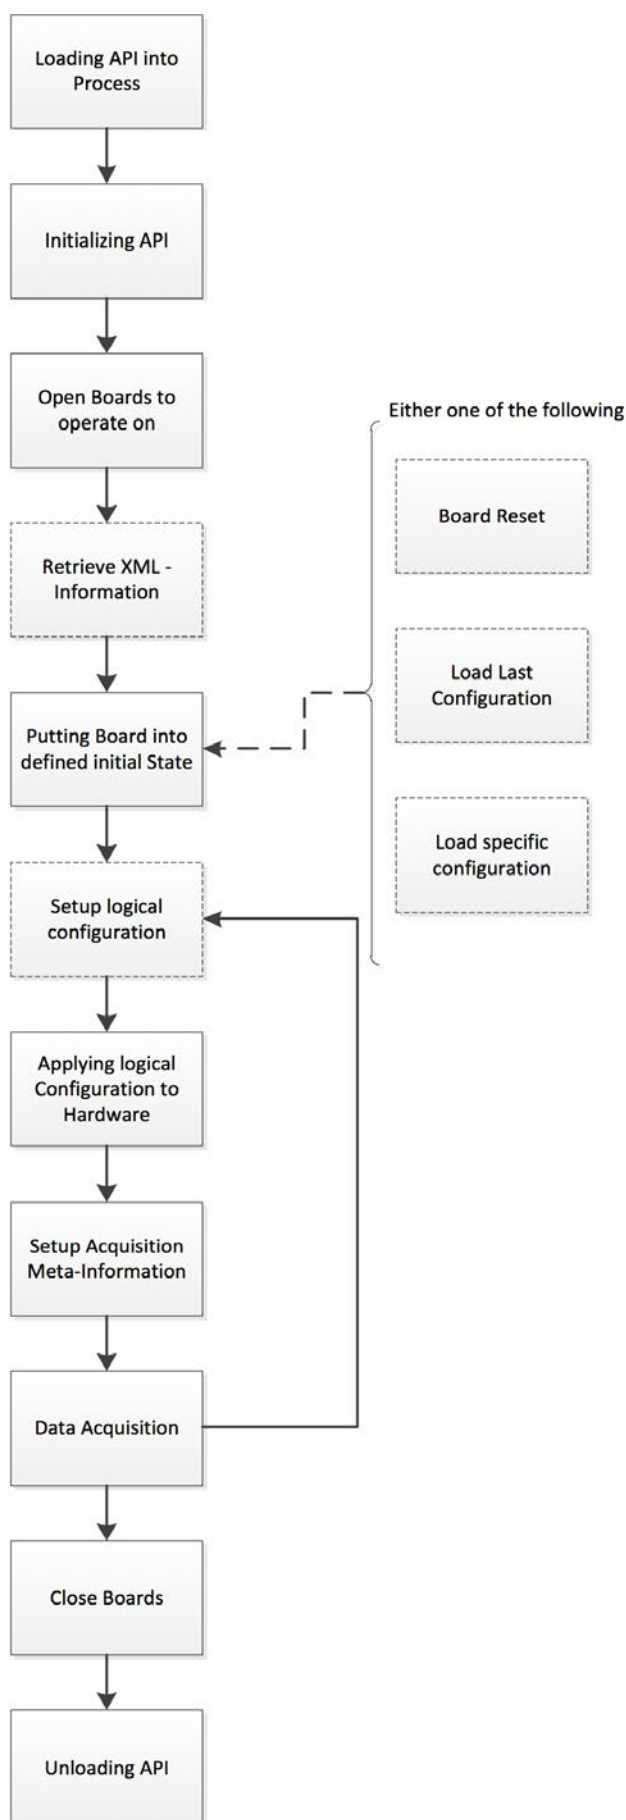 Loading API into
Process
Initializing API
Open Boards to
operate on
Either one of the following
Board Reset
Retrieve XML -
Information
Load Last
Configuration
Putting Board into
defined initial State
Load specific
configuration
Setup logical
configuration
Applying logical
Configuration to
Hardware
Setup Acquisition
Meta-Information
Data Acquisition
Close Boards
Unloading API